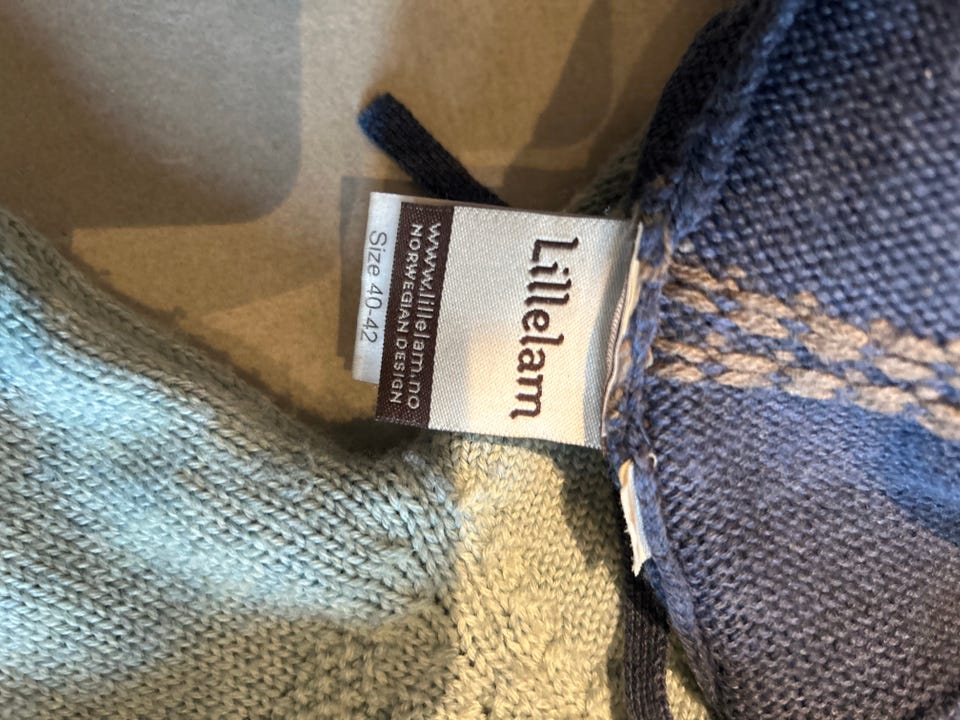 Lillelam
www.lillelam.no
NORWEGIAN DESIGN
Size 40-42